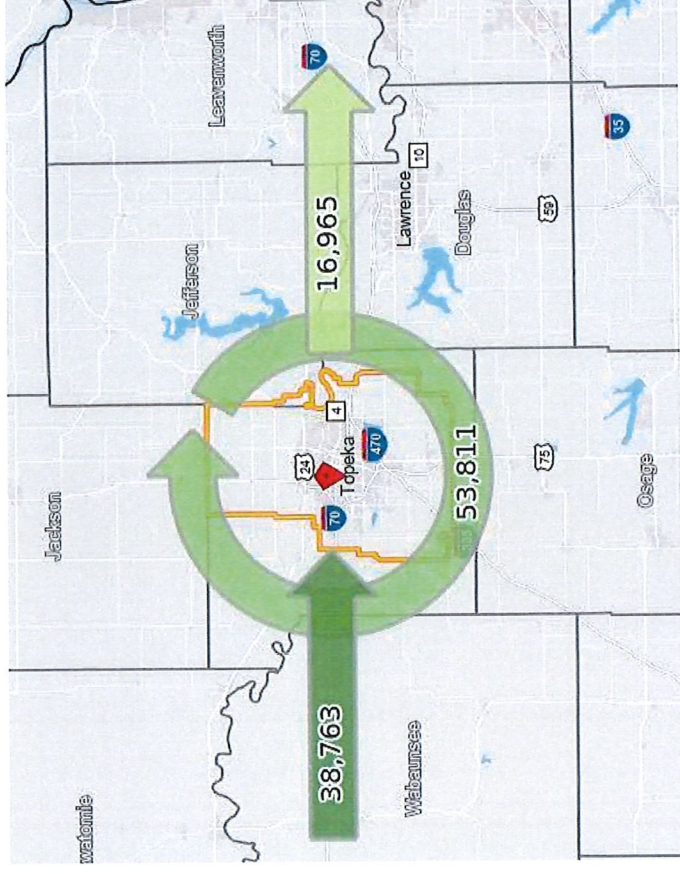 Jackson
watomie
Jefferson
Leavenworth
24
70
38,763
16,965
70
4
Topeka
470
Lawrence
10
Wabaunsee
Douglas
53,811
75
59
35
Osage